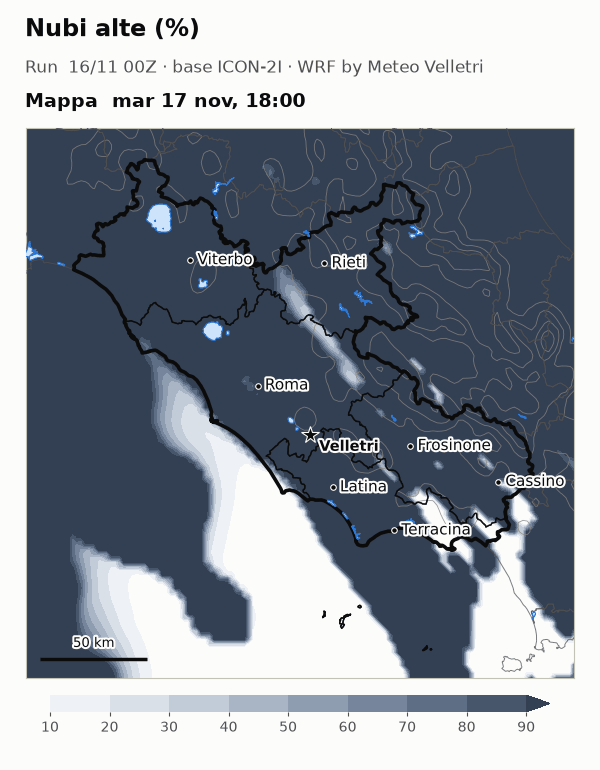 Nubi alte (%)
Run  16/11 00Z · base ICON-2I · WRF by Meteo Velletri
Mappa  mar 17 nov, 18:00
Viterbo
Rieti
Roma
Velletri
Frosinone
Cassino
Latina
Terracina
50 km
10 20 30 40 50 60 70 80 90